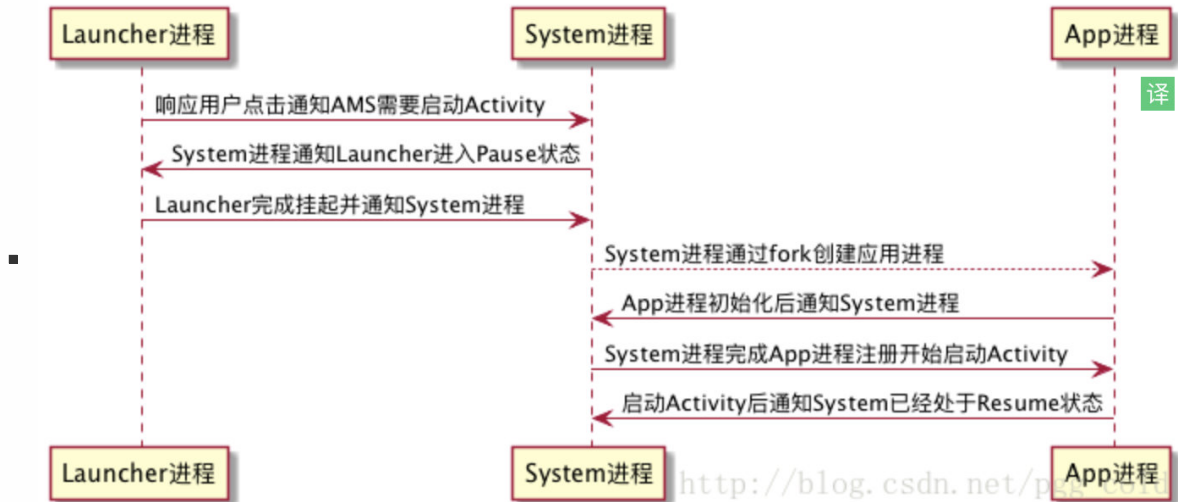 Launcher进程 System进程 App进程
译
响应用户点击通知AMS需要启动Activity
System进程通知Launcher进入Pause状态
Launcher完成挂起并通知System进程
System进程通过fork创建应用进程
App进程初始化后通知System进程
System进程完成App进程注册开始启动Activity
启动Activity后通知System已经处于Resume状态
Launcher进程 System进程 App进程
http://blog.csdn.net/